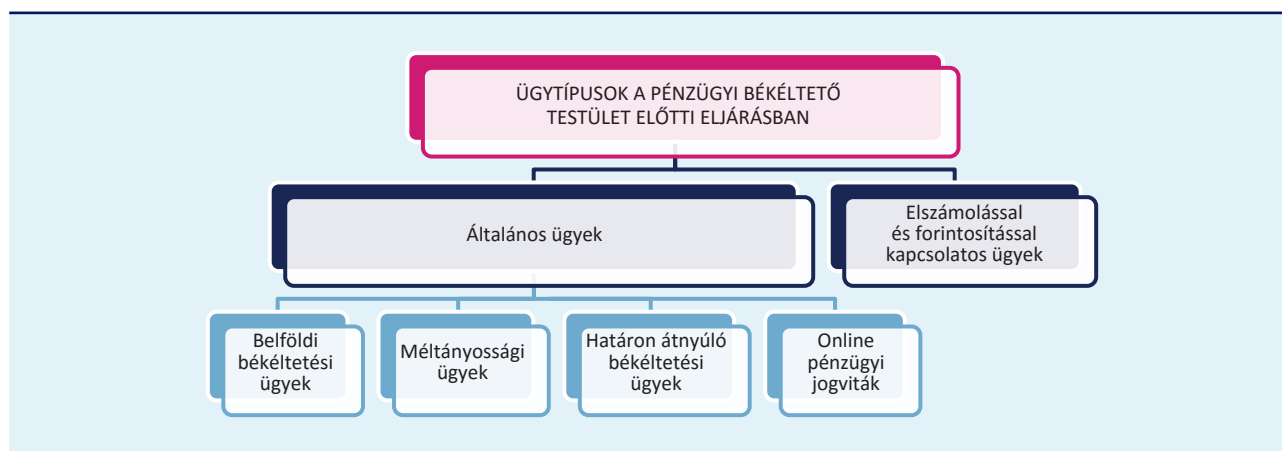 ÜGYTÍPUSOK A PÉNZÜGYI BÉKÉLTETŐ
TESTÜLET ELŐTTI ELJÁRÁSBAN
Általános ügyek
Elszámolással
és forintosítással
kapcsolatos ügyek
Belföldi
békéltetési
ügyek
Méltányossági
ügyek
Határon átnyúló
békéltetési
ügyek
Online
pénzügyi
jogviták